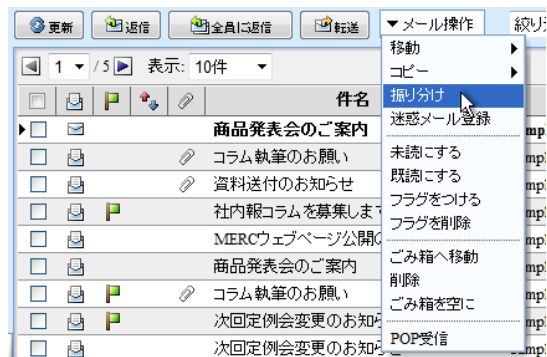 更新 返信 全員に返信 転送 ▼メール操作 絞り
1 ▼ / 5 表示: 10件 ▼
件名
商品発表会のご案内
コラム執筆のお願い
資料送付のお知らせ
社内報コラムを募集しま
MERCウェブページ公開
商品発表会のご案内
コラム執筆のお願い
次回定例会変更のお知
次回定例会変更のお知
移動
コピー
振り分け
迷惑メール登録
未読にする
既読にする
フラグをつける
フラグを削除
ごみ箱へ移動
削除
ごみ箱を空に
POP受信